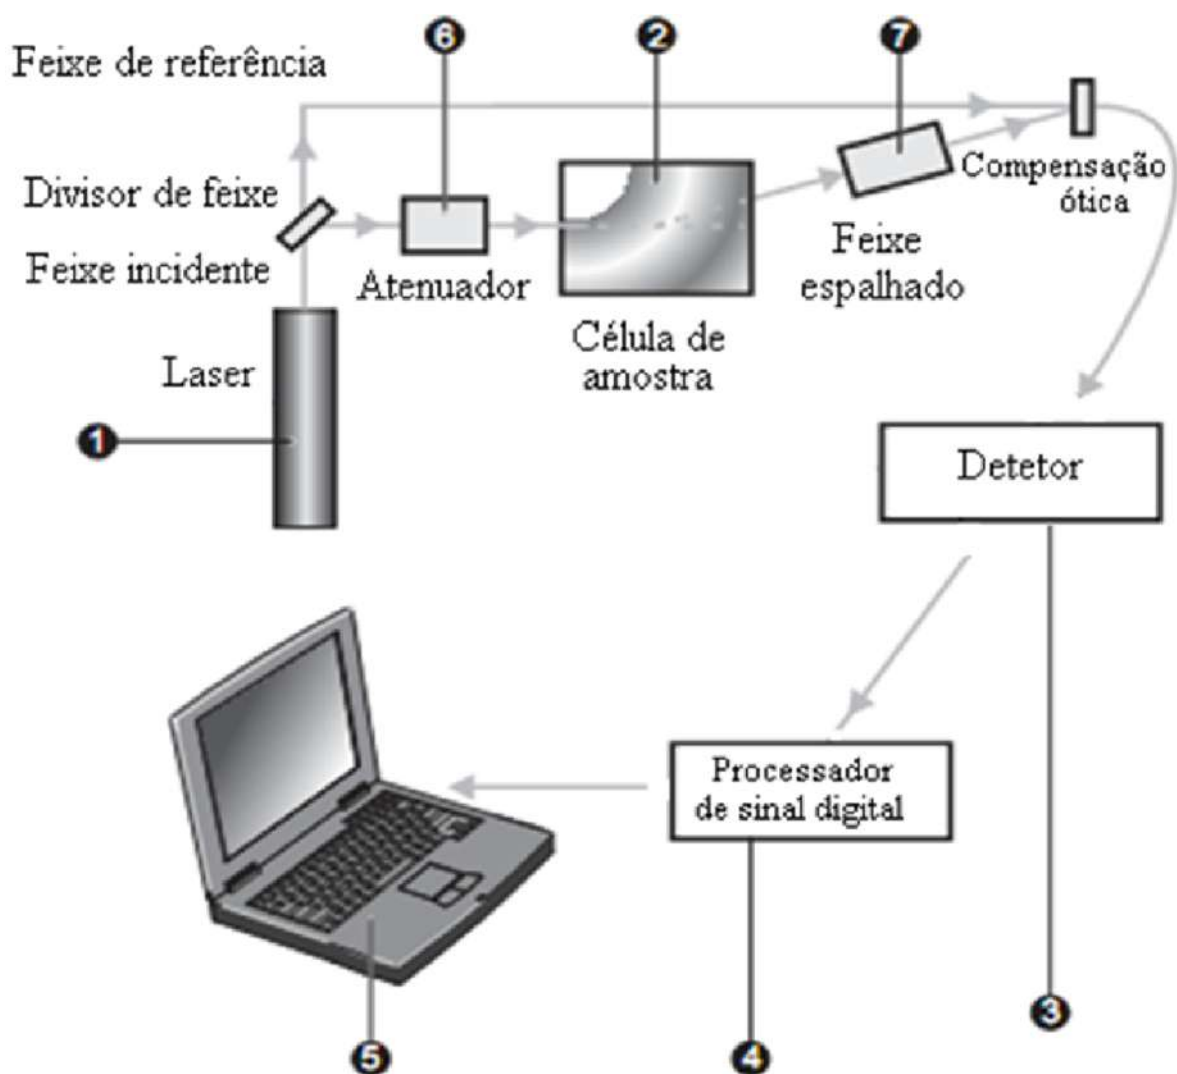 6
2
7
Feixe de referência
Divisor de feixe
Compensação
ótica
Feixe incidente
Atenuador
Feixe
espalhado
Célula de
amostra
Laser
1
Detetor
Processador
de sinal digital
3
5
4